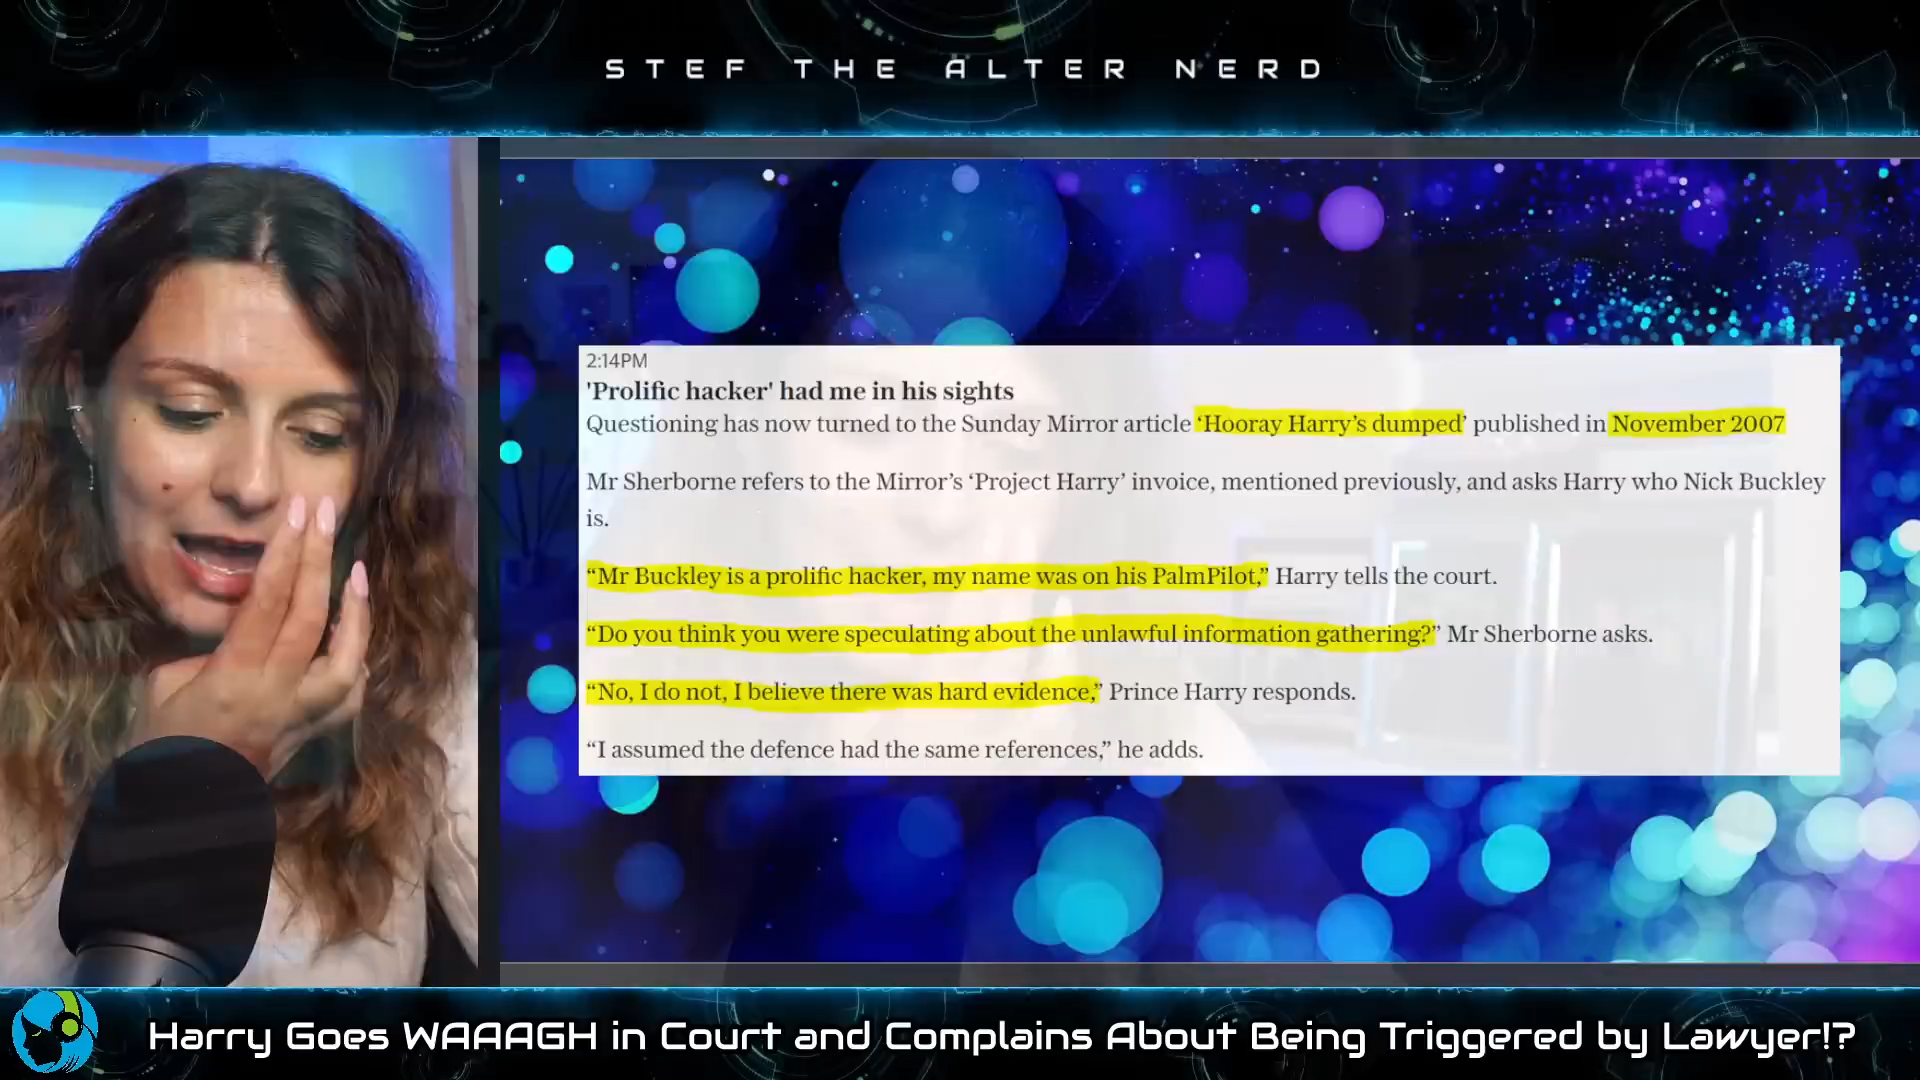 STEF THE ALTER NERD
2:14PM
'Prolific hacker' had me in his sights
Questioning has now turned to the Sunday Mirror article ‘Hooray Harry’s dumped’ published in November 2007
Mr Sherborne refers to the Mirror’s ‘Project Harry’ invoice, mentioned previously, and asks Harry who Nick Buckley
is.
“Mr Buckley is a prolific hacker, my name was on his PalmPilot,” Harry tells the court.
“Do you think you were speculating about the unlawful information gathering?” Mr Sherborne asks.
“No, I do not, I believe there was hard evidence,” Prince Harry responds.
“I assumed the defence had the same references,” he adds.
Harry Goes WAAAGH in Court and Complains About Being Triggered by Lawyer!?